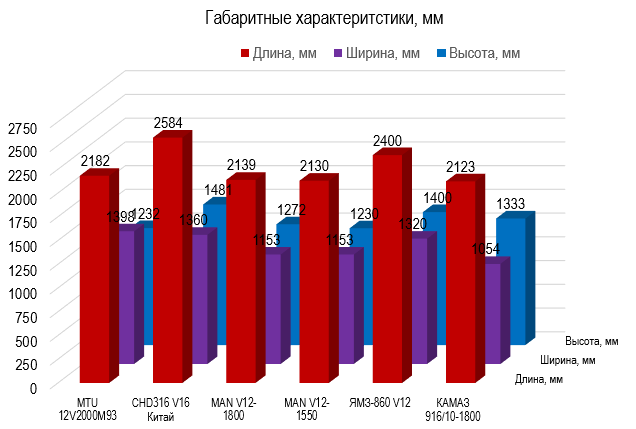 Габаритные характеритстики, мм
Длина, мм Ширина, мм Высота, мм
2750
2500
2250
2000
1750
1500
1250
1000
750
500
250
0
2182 2584 2139 2130 2400 2123
1398 1360 1153 1153 1320 1054
1232 1481 1272 1230 1400 1333
Высота, мм
Ширина, мм
Длина, мм
MTU
12V2000M93
CHD316 V16
Китай
MAN V12-
1800
MAN V12-
1550
ЯМЗ-860 V12
КАМАЗ
916/10-1800